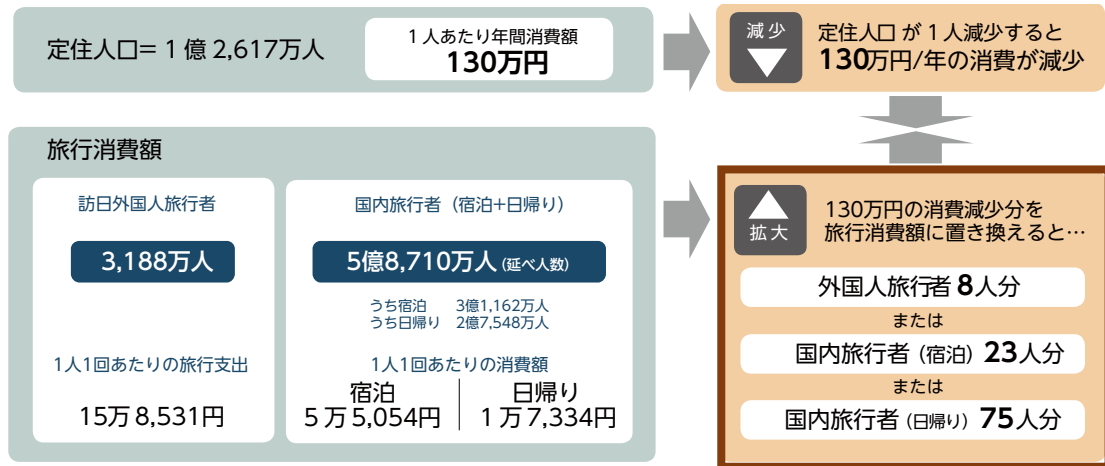 定住人口=1億2,617万人
1人あたり年間消費額
130万円
減少
定住人口が1人減少すると
130万円/年の消費が減少
旅行消費額
訪日外国人旅行者
3,188万人
1人1回あたりの旅行支出
15万8,531円
国内旅行者(宿泊+日帰り)
5億8,710万人(延べ人数)
うち宿泊 3億1,162万人
うち日帰り 2億7,548万人
1人1回あたりの消費額
宿泊
5万5,054円
日帰り
1万7,334円
拡大
130万円の消費減少分を
旅行消費額に置き換えると…
外国人旅行者 8人分
または
国内旅行者(宿泊) 23人分
または
国内旅行者(日帰り) 75人分